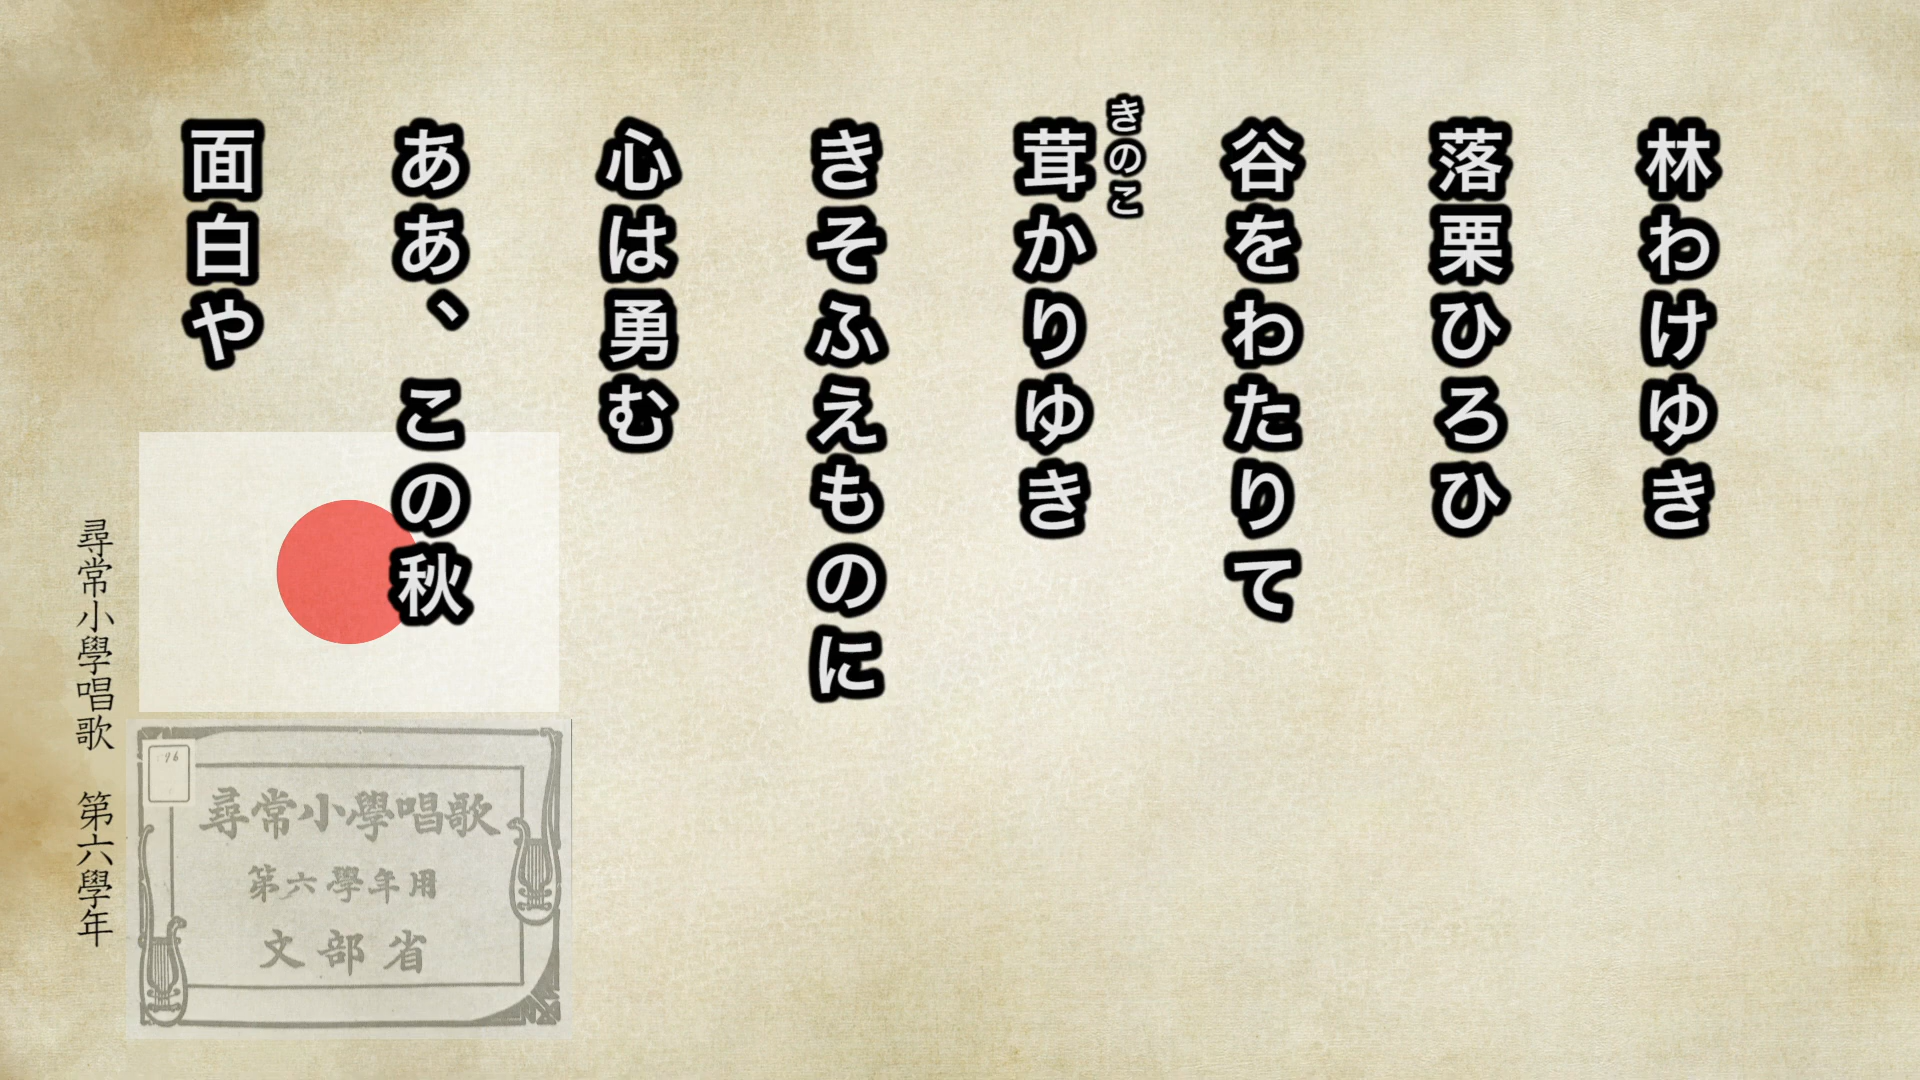 林わけゆき
落栗ひろひ
谷をわたりて
きのこ
茸かりゆき
きそふえものに
心は勇む
ああ、この秋
面白や
尋常小學唱歌 第六學年
96
尋常小學唱歌
第六學年用
文部省